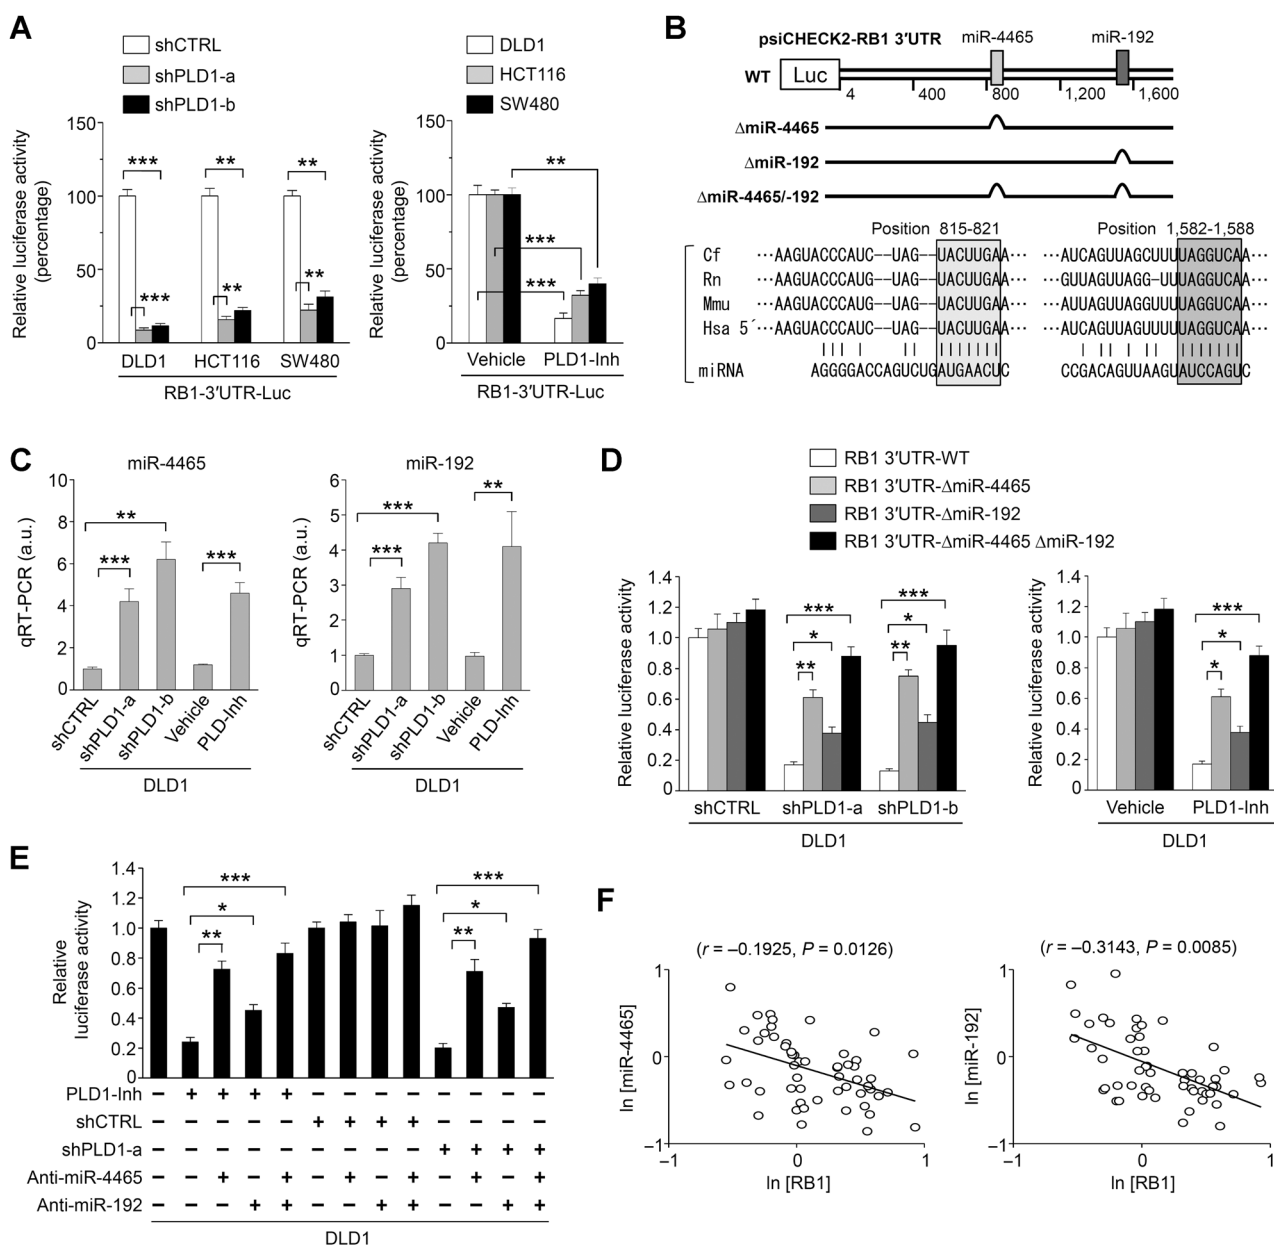 A
shCTRL
shPLD1-a
shPLD1-b
Relative luciferase activity
(percentage)
150
100
50
0
***
**
**
***
**
**
DLD1 HCT116 SW480
RB1-3′UTR-Luc
DLD1
HCT116
SW480
Relative luciferase activity
(percentage)
150
100
50
0
**
***
***
Vehicle PLD1-Inh
RB1-3′UTR-Luc
B
psiCHECK2-RB1 3′UTR miR-4465 miR-192
WT Luc
4 400 800 1,200 1,600
ΔmiR-4465
ΔmiR-192
ΔmiR-4465/-192
Position 815-821 Position 1,582-1,588
Cf ···AAGUACCCAUC--UAG--UACUUGAA··· ···AUCAGUUAGCUUUUAGGUCAA···
Rn ···AAGUACCCAUG--UAG--UACUUGAA··· ···GUUAGUUAGG-UUUAGGUCAA···
Mmu ···AAGUACCCAUC--UAG--UACUUGAA··· ···AUUAGUUAGGUUUUAGGUCAA···
Hsa 5´ ···AAGUACCCAUC--UAG--UACUUGAA··· ···AUCAGUUAGUUUUUAGGUCAA···
miRNA AGGGGACCAGUCUGAUGAACUC CCGACAGUUAAGUAUCCAGUC
C
miR-4465
qRT-PCR (a.u.)
10
8
6
4
2
0
**
***
***
shCTRL
shPLD1-a
shPLD1-b
Vehicle
PLD-Inh
DLD1
miR-192
qRT-PCR (a.u.)
6
5
4
3
2
1
0
**
***
***
shCTRL
shPLD1-a
shPLD1-b
Vehicle
PLD-Inh
DLD1
D
RB1 3′UTR-WT
RB1 3′UTR-ΔmiR-4465
RB1 3′UTR-ΔmiR-192
RB1 3′UTR-ΔmiR-4465 ΔmiR-192
Relative luciferase activity
1.4
1.2
1.0
0.8
0.6
0.4
0.2
0
***
*
**
***
*
**
shCTRL shPLD1-a shPLD1-b
DLD1
Relative luciferase activity
1.4
1.2
1.0
0.8
0.6
0.4
0.2
0
***
*
*
Vehicle PLD1-Inh
DLD1
E
Relative
luciferase activity
1.4
1.2
1.0
0.8
0.6
0.4
0.2
0
***
*
**
***
*
**
PLD1-Inh − + + + + − − − − − − − −
shCTRL − − − − − + + + + − − − −
shPLD1-a − − − − − − − − − + + + +
Anti-miR-4465 − − + − + − + − + − + − +
Anti-miR-192 − − − + + − − + + − − + +
DLD1
F
(r = –0.1925, P = 0.0126)
ln [miR-4465]
1
0
−1
−1 0 1
ln [RB1]
(r = –0.3143, P = 0.0085)
ln [miR-192]
1
0
−1
−1 0 1
ln [RB1]